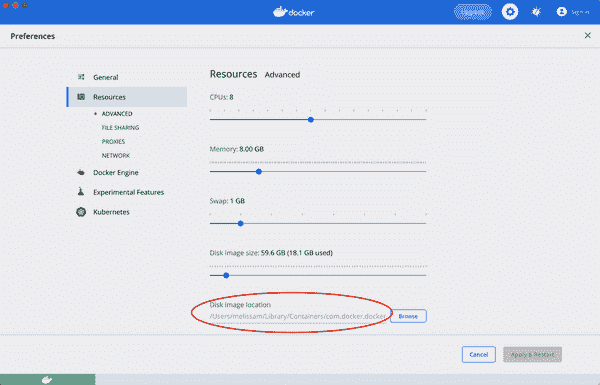 docker
Sign in
Preferences
General
Resources
ADVANCED
FILE SHARING
PROXIES
NETWORK
Docker Engine
Experimental Features
Kubernetes
Resources Advanced
CPUs: 8
Memory: 8.00 GB
Swap: 1 GB
Disk image size: 59.6 GB (18.1 GB used)
Disk image location
/Users/melissam/Library/Containers/com.docker.docker
Browse
Cancel
Apply & Restart